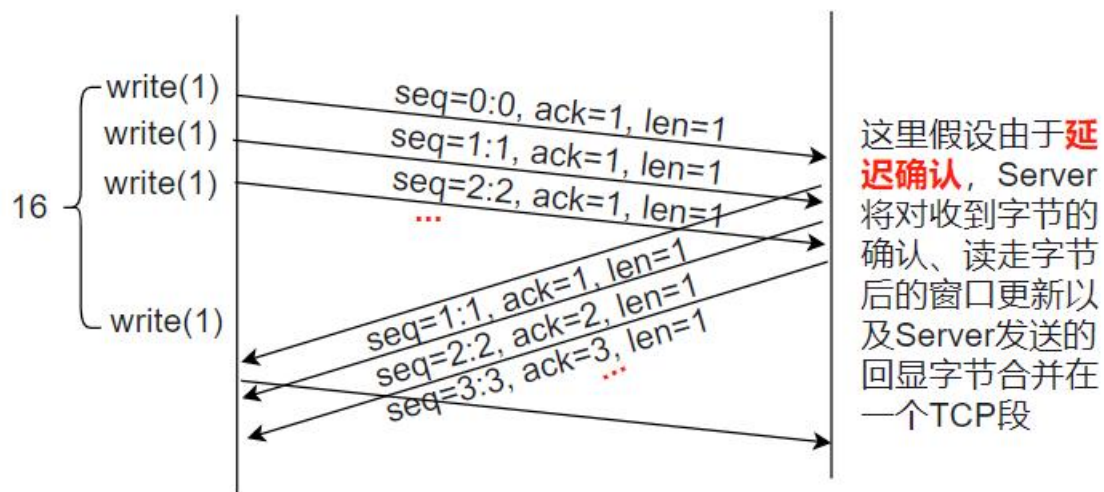 write(1)
write(1)
write(1)
16
write(1)
seq=0:0, ack=1, len=1
seq=1:1, ack=1, len=1
seq=2:2, ack=1, len=1
...
seq=1:1, ack=1, len=1
seq=2:2, ack=2, len=1
seq=3:3, ack=3, len=1
...
这里假设由于延
迟确认，Server
将对收到字节的
确认、读走字节
后的窗口更新以
及Server发送的
回显字节合并在
一个TCP段